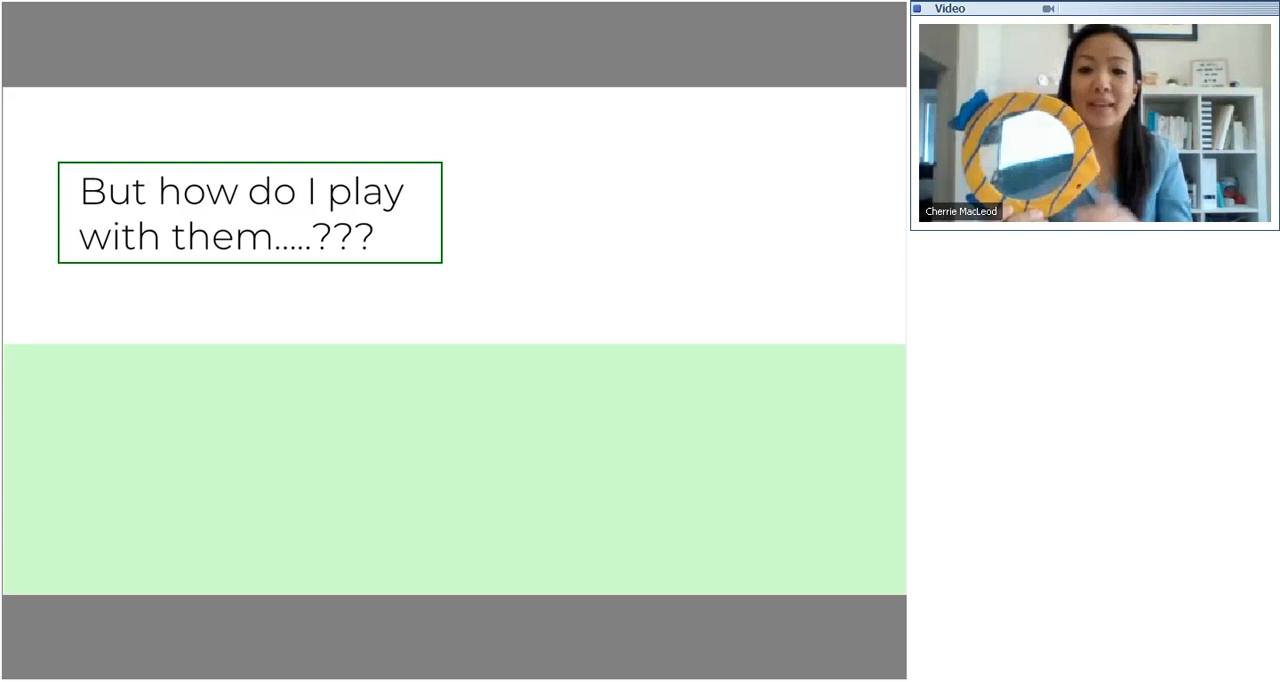 But how do I play
with them.....???
Video
Cherrie MacLeod